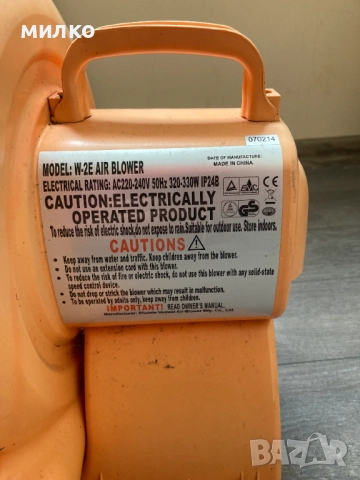 МИЛКО
070214
DATE OF MANUFACTURE:
MADE IN CHINA
MODEL: W-2E AIR BLOWER
ELECTRICAL RATING: AC220-240V 50Hz 320-330W IP24B
CAUTION:ELECTRICALLY
OPERATED PRODUCT
To reduce the risk of electric shock,do not expose to rain.Suitable for outdoor use. Store indoors.
CAUTIONS
• Keep away from water and traffic. Keep children away from the blower.
• Do not use an extension cord with this blower.
• To reduce the risk of fire or electric shock, do not use this blower with any solid-state
speed control device.
• Do not drop or strick the blower which may result in malfunction.
• To be operated by adults only, keep children away.
IMPORTANT! READ OWNER'S MANUAL.
BAZAR